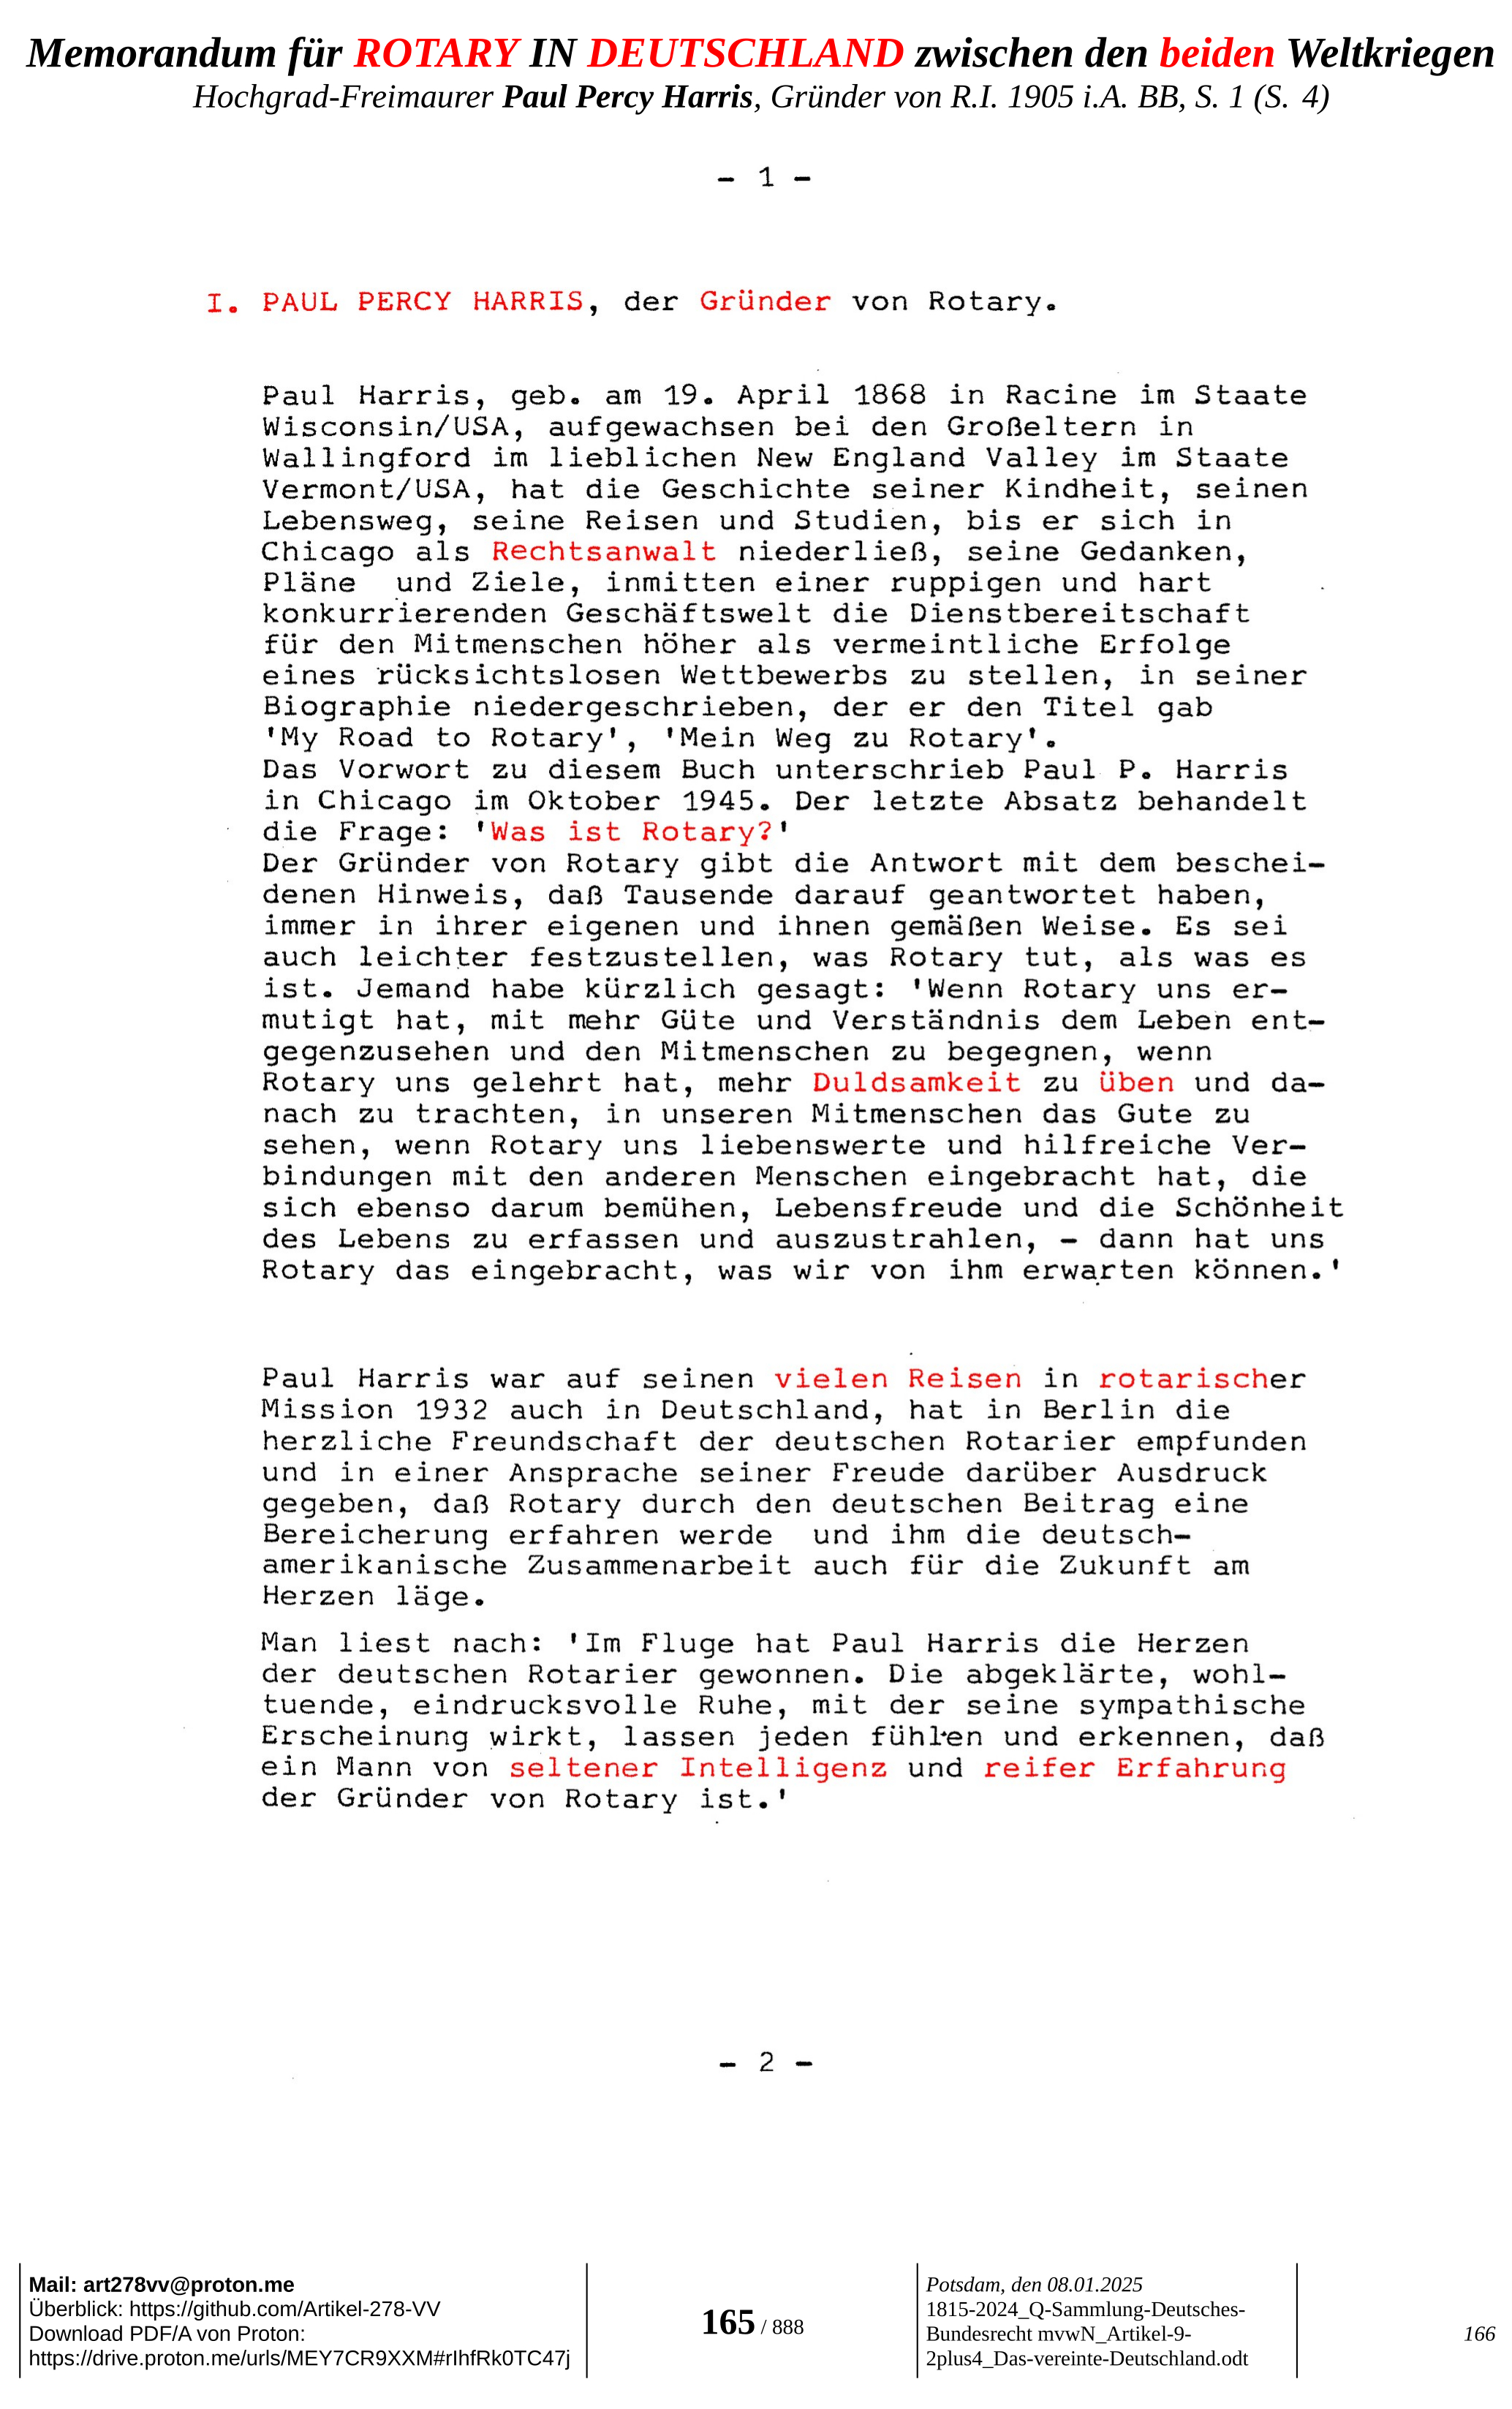 Memorandum für ROTARY IN DEUTSCHLAND zwischen den beiden Weltkriegen
Hochgrad-Freimaurer Paul Percy Harris, Gründer von R.I. 1905 i.A. BB, S. 1 (S. 4)
- 1 -
I. PAUL PERCY HARRIS, der Gründer von Rotary.
Paul Harris, geb. am 19. April 1868 in Racine im Staate
Wisconsin/USA, aufgewachsen bei den Großeltern in
Wallingford im lieblichen New England Valley im Staate
Vermont/USA, hat die Geschichte seiner Kindheit, seinen
Lebensweg, seine Reisen und Studien, bis er sich in
Chicago als Rechtsanwalt niederließ, seine Gedanken,
Pläne und Ziele, inmitten einer ruppigen und hart
konkurrierenden Geschäftswelt die Dienstbereitschaft
für den Mitmenschen höher als vermeintliche Erfolge
eines rücksichtslosen Wettbewerbs zu stellen, in seiner
Biographie niedergeschrieben, der er den Titel gab
'My Road to Rotary', 'Mein Weg zu Rotary'.
Das Vorwort zu diesem Buch unterschrieb Paul P. Harris
in Chicago im Oktober 1945. Der letzte Absatz behandelt
die Frage: 'Was ist Rotary?'
Der Gründer von Rotary gibt die Antwort mit dem beschei-
denen Hinweis, daß Tausende darauf geantwortet haben,
immer in ihrer eigenen und ihnen gemäßen Weise. Es sei
auch leichter festzustellen, was Rotary tut, als was es
ist. Jemand habe kürzlich gesagt: 'Wenn Rotary uns er-
mutigt hat, mit mehr Güte und Verständnis dem Leben ent-
gegenzusehen und den Mitmenschen zu begegnen, wenn
Rotary uns gelehrt hat, mehr Duldsamkeit zu üben und da-
nach zu trachten, in unseren Mitmenschen das Gute zu
sehen, wenn Rotary uns liebenswerte und hilfreiche Ver-
bindungen mit den anderen Menschen eingebracht hat, die
sich ebenso darum bemühen, Lebensfreude und die Schönheit
des Lebens zu erfassen und auszustrahlen, - dann hat uns
Rotary das eingebracht, was wir von ihm erwarten können.'
Paul Harris war auf seinen vielen Reisen in rotarischer
Mission 1932 auch in Deutschland, hat in Berlin die
herzliche Freundschaft der deutschen Rotarier empfunden
und in einer Ansprache seiner Freude darüber Ausdruck
gegeben, daß Rotary durch den deutschen Beitrag eine
Bereicherung erfahren werde und ihm die deutsch-
amerikanische Zusammenarbeit auch für die Zukunft am
Herzen läge.
Man liest nach: 'Im Fluge hat Paul Harris die Herzen
der deutschen Rotarier gewonnen. Die abgeklärte, wohl-
tuende, eindrucksvolle Ruhe, mit der seine sympathische
Erscheinung wirkt, lassen jeden fühlen und erkennen, daß
ein Mann von seltener Intelligenz und reifer Erfahrung
der Gründer von Rotary ist.'
- 2 -
Mail: art278vv@proton.me
Überblick: https://github.com/Artikel-278-VV
Download PDF/A von Proton:
https://drive.proton.me/urls/MEY7CR9XXM#rIhfRk0TC47j
165 / 888
Potsdam, den 08.01.2025
1815-2024_Q-Sammlung-Deutsches-
Bundesrecht mvwN_Artikel-9-
2plus4_Das-vereinte-Deutschland.odt
166